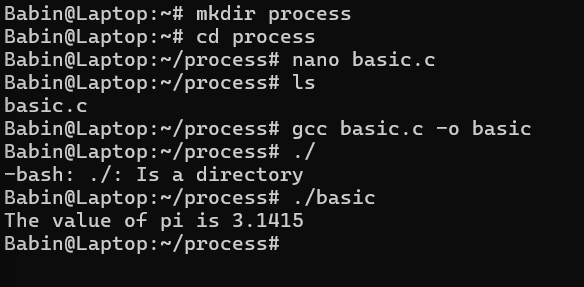 Babin@Laptop:~# mkdir process
Babin@Laptop:~# cd process
Babin@Laptop:~/process# nano basic.c
Babin@Laptop:~/process# ls
basic.c
Babin@Laptop:~/process# gcc basic.c -o basic
Babin@Laptop:~/process# ./
-bash: ./: Is a directory
Babin@Laptop:~/process# ./basic
The value of pi is 3.1415
Babin@Laptop:~/process#